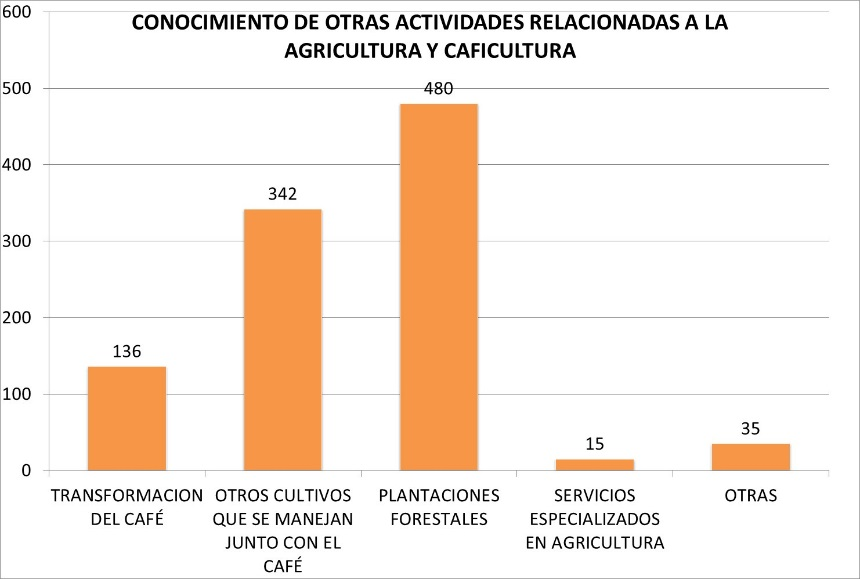 CONOCIMIENTO DE OTRAS ACTIVIDADES RELACIONADAS A LA
AGRICULTURA Y CAFICULTURA
600
500
400
300
200
100
0
136
342
480
15
35
TRANSFORMACION
DEL CAFÉ
OTROS CULTIVOS
QUE SE MANEJAN
JUNTO CON EL
CAFÉ
PLANTACIONES
FORESTALES
SERVICIOS
ESPECIALIZADOS
EN AGRICULTURA
OTRAS